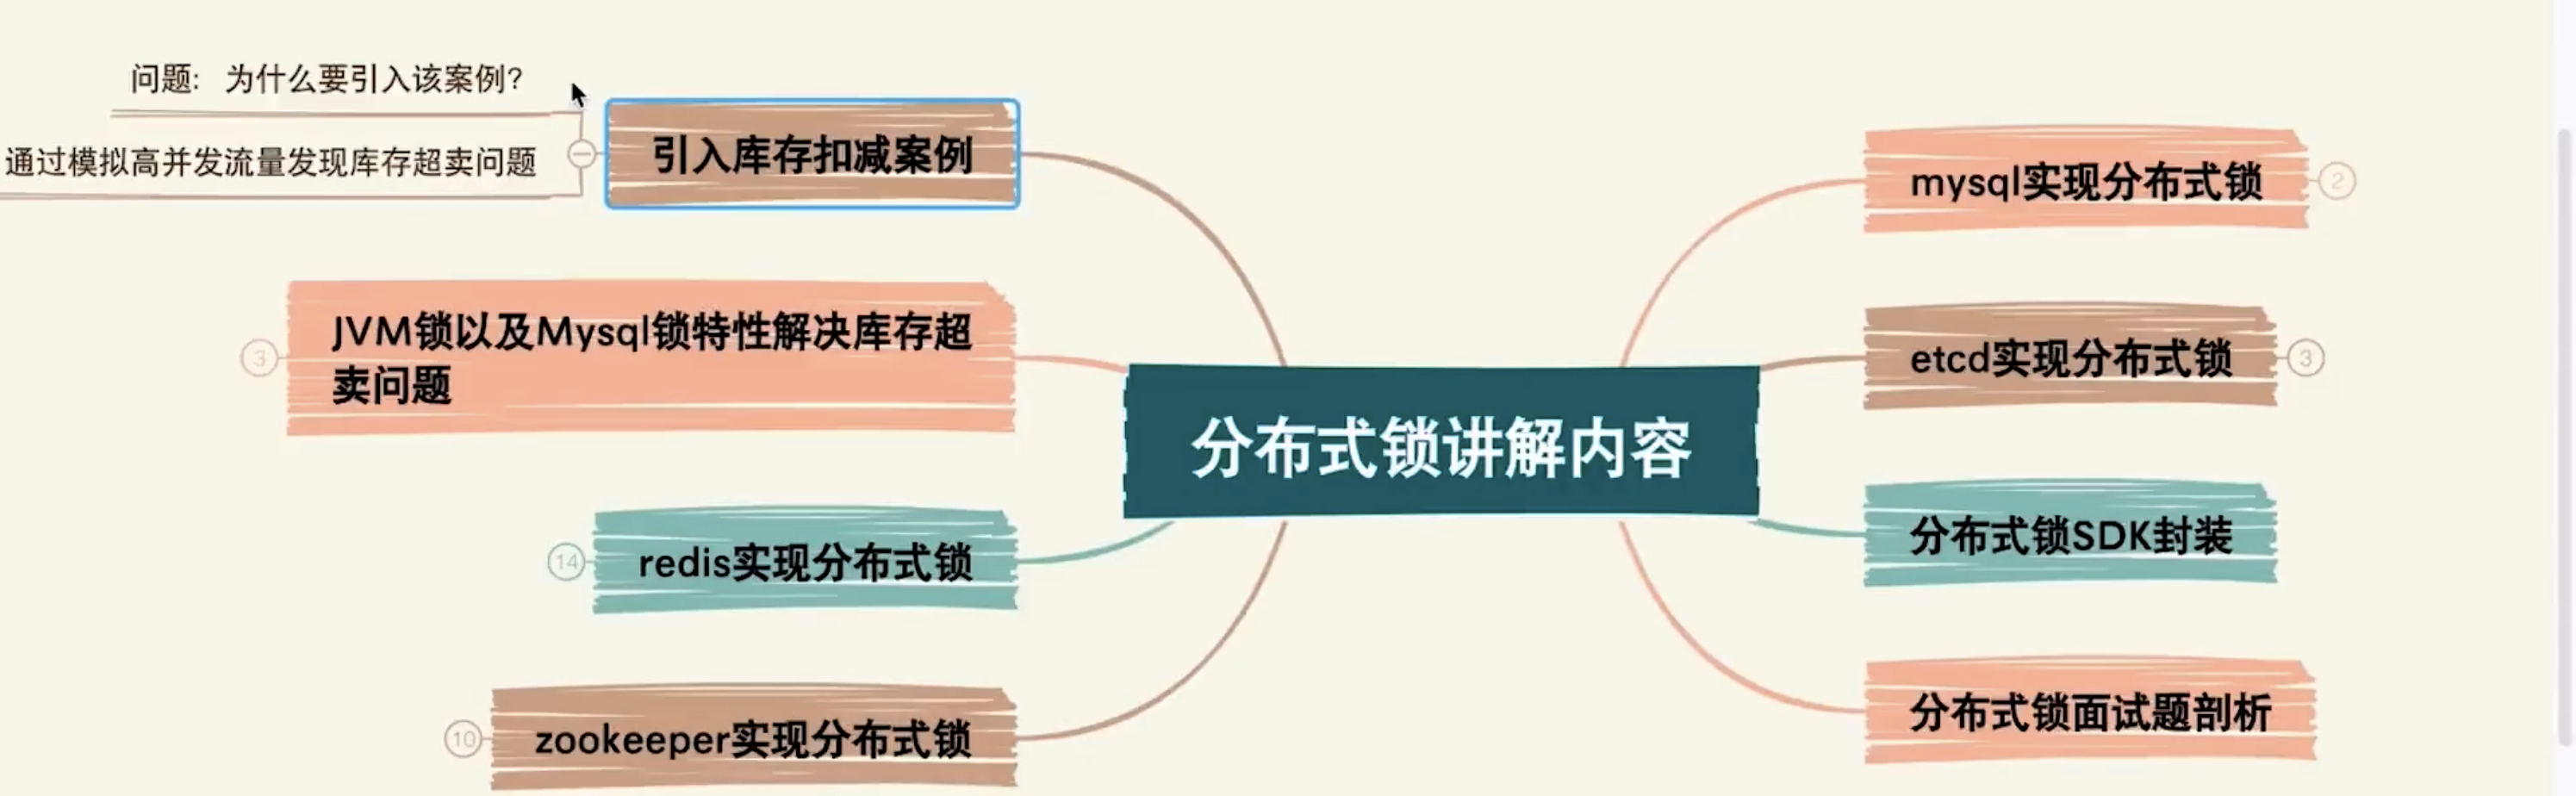 问题： 为什么要引入该案例?
通过模拟高并发流量发现库存超卖问题
引入库存扣减案例
JVM锁以及Mysql锁特性解决库存超
卖问题
3
redis实现分布式锁
14
zookeeper实现分布式锁
10
分布式锁讲解内容
mysql实现分布式锁
2
etcd实现分布式锁
3
分布式锁SDK封装
分布式锁面试题剖析